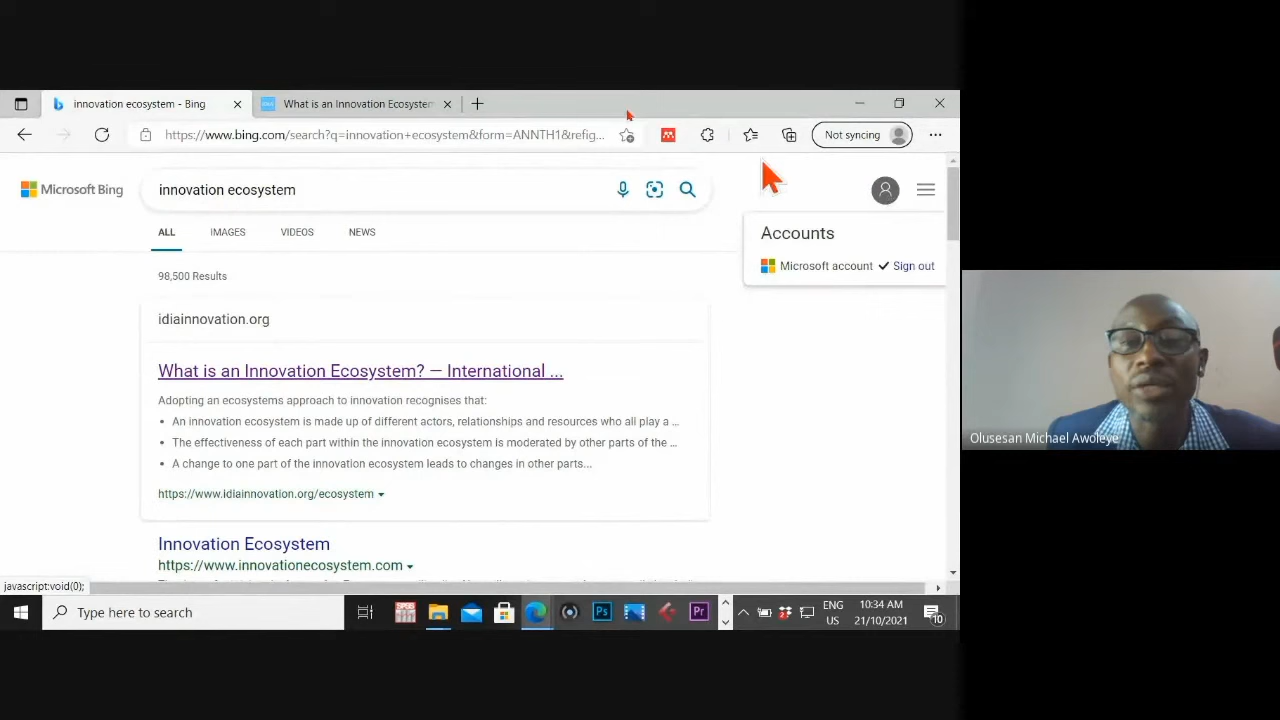 innovation ecosystem - Bing
What is an Innovation Ecosystem
https://www.bing.com/search?q=innovation+ecosystem&form=ANNTH1&refig...
Not syncing
Microsoft Bing
innovation ecosystem
ALL
IMAGES
VIDEOS
NEWS
Accounts
Microsoft account
Sign out
98,500 Results
idiainnovation.org
What is an Innovation Ecosystem? — International ...
Adopting an ecosystems approach to innovation recognises that:
• An innovation ecosystem is made up of different actors, relationships and resources who all play a ...
• The effectiveness of each part within the innovation ecosystem is moderated by other parts of the ...
• A change to one part of the innovation ecosystem leads to changes in other parts...
https://www.idiainnovation.org/ecosystem
Innovation Ecosystem
https://www.innovationecosystem.com
javascript:void(0);
Type here to search
SPSS
Ps
Pr
ENG
US
10:34 AM
21/10/2021
10
Olusesan Michael Awoleye